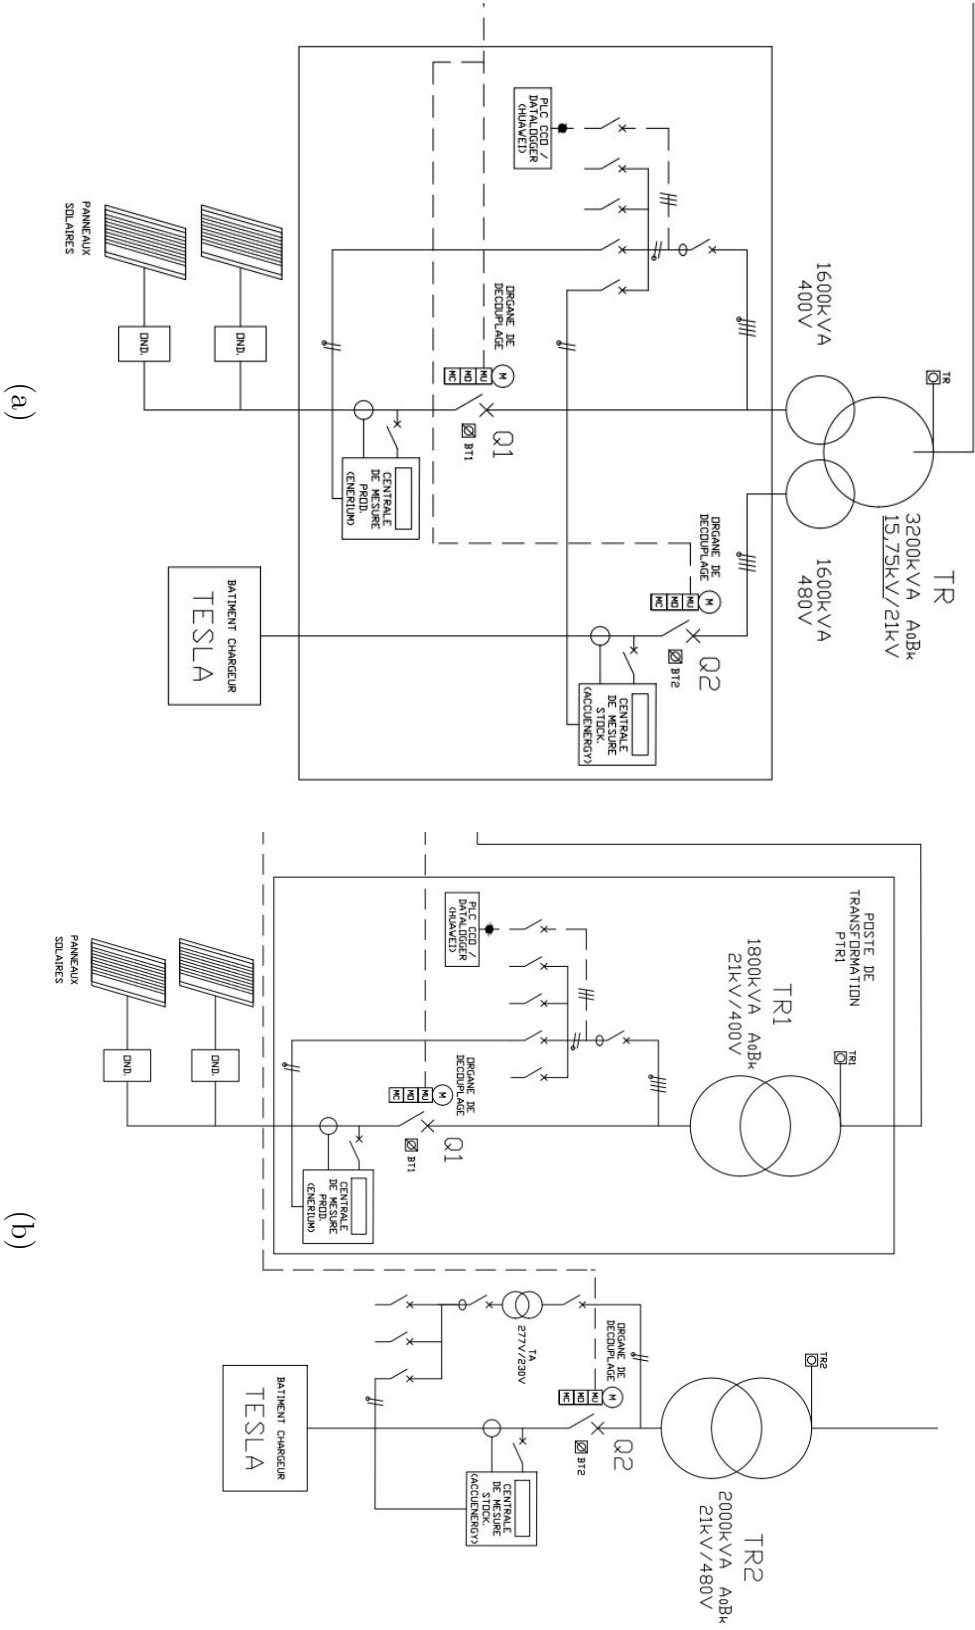 TR
TR
3200kVA AoBk
15,75kV/21kV
1600kVA
400V
1600kVA
480V
PLC CCD /
DATALOGGER
(HUAWEI)
ORGANE DE
DECOUPLAGE
M
MU
MD
MC
Q1
BT1
ORGANE DE
DECOUPLAGE
M
MU
MD
MC
Q2
BT2
CENTRALE
DE MESURE
PROD.
(ENERIUM)
CENTRALE
DE MESURE
STOCK.
(ACCUENERGY)
OND.
OND.
PANNEAUX
SOLAIRES
BATIMENT CHARGEUR
TESLA
(a)
POSTE DE
TRANSFORMATION
PTR1
TR1
TR1
1800kVA AoBk
21kV/400V
PLC CCD /
DATALOGGER
(HUAWEI)
ORGANE DE
DECOUPLAGE
M
MU
MD
MC
Q1
BT1
CENTRALE
DE MESURE
PROD.
(ENERIUM)
OND.
OND.
PANNEAUX
SOLAIRES
TR2
TR2
2000kVA AoBk
21kV/480V
TA
277V/230V
ORGANE DE
DECOUPLAGE
M
MU
MD
MC
Q2
BT2
CENTRALE
DE MESURE
STOCK.
(ACCUENERGY)
BATIMENT CHARGEUR
TESLA
(b)